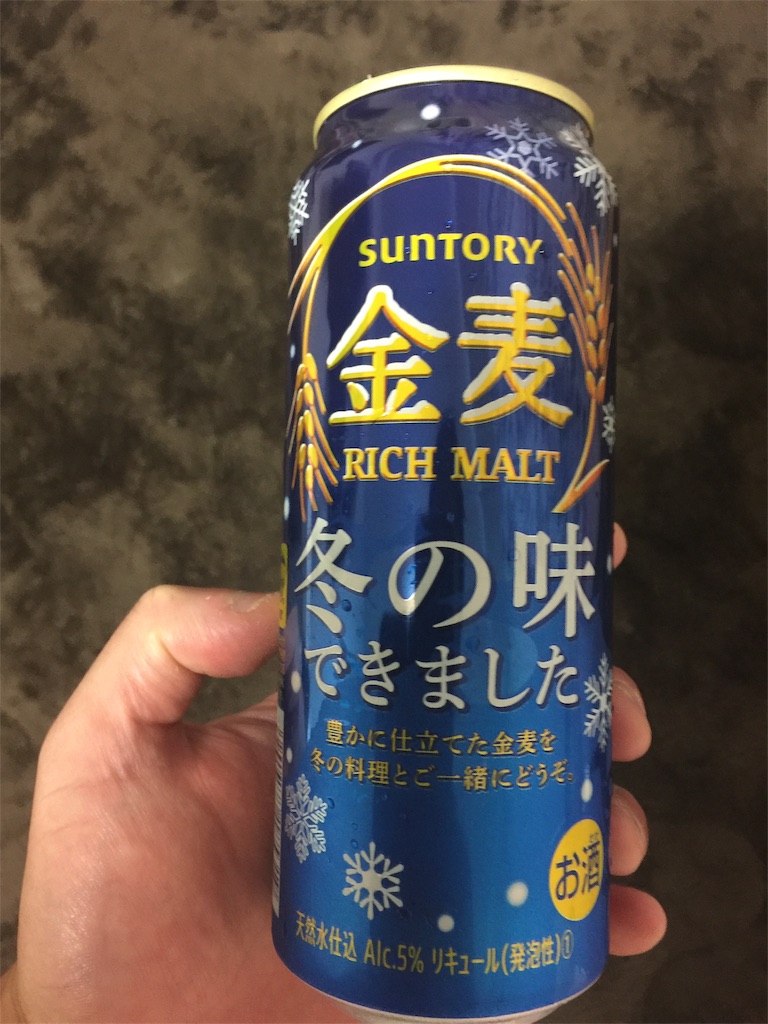 SUNTORY
金麦
RICH MALT
冬の味
できました
豊かに仕立てた金麦を
冬の料理とご一緒にどうぞ。
お酒
天然水仕込 Alc.5% リキュール(発泡性)①